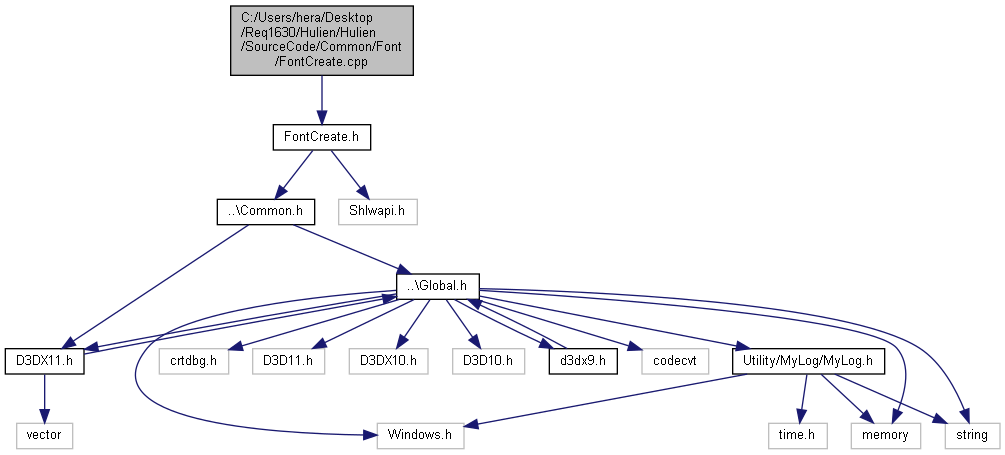 C:/Users/hera/Desktop
/Req1630/Hulien/Hulien
/SourceCode/Common/Font
/FontCreate.cpp
FontCreate.h
..\Common.h
Shlwapi.h
..\Global.h
D3DX11.h
crtdbg.h
D3D11.h
D3DX10.h
D3D10.h
d3dx9.h
codecvt
Utility/MyLog/MyLog.h
vector
Windows.h
time.h
memory
string